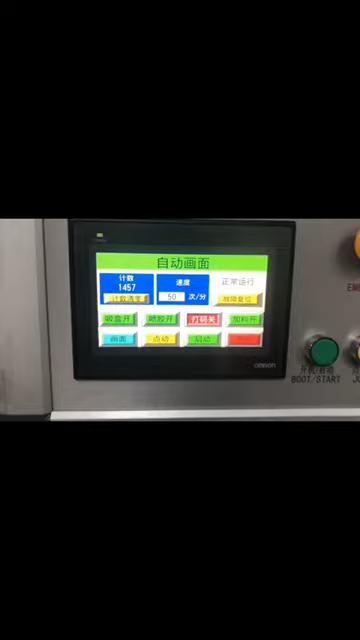 自动画面
计数
1457
计数清零
速度
50 次/分
正常运行
故障复位
吸盒开
喷胶开
打码关
加料开
画面
点动
启动
OMRON
开机/启动
BOOT/START